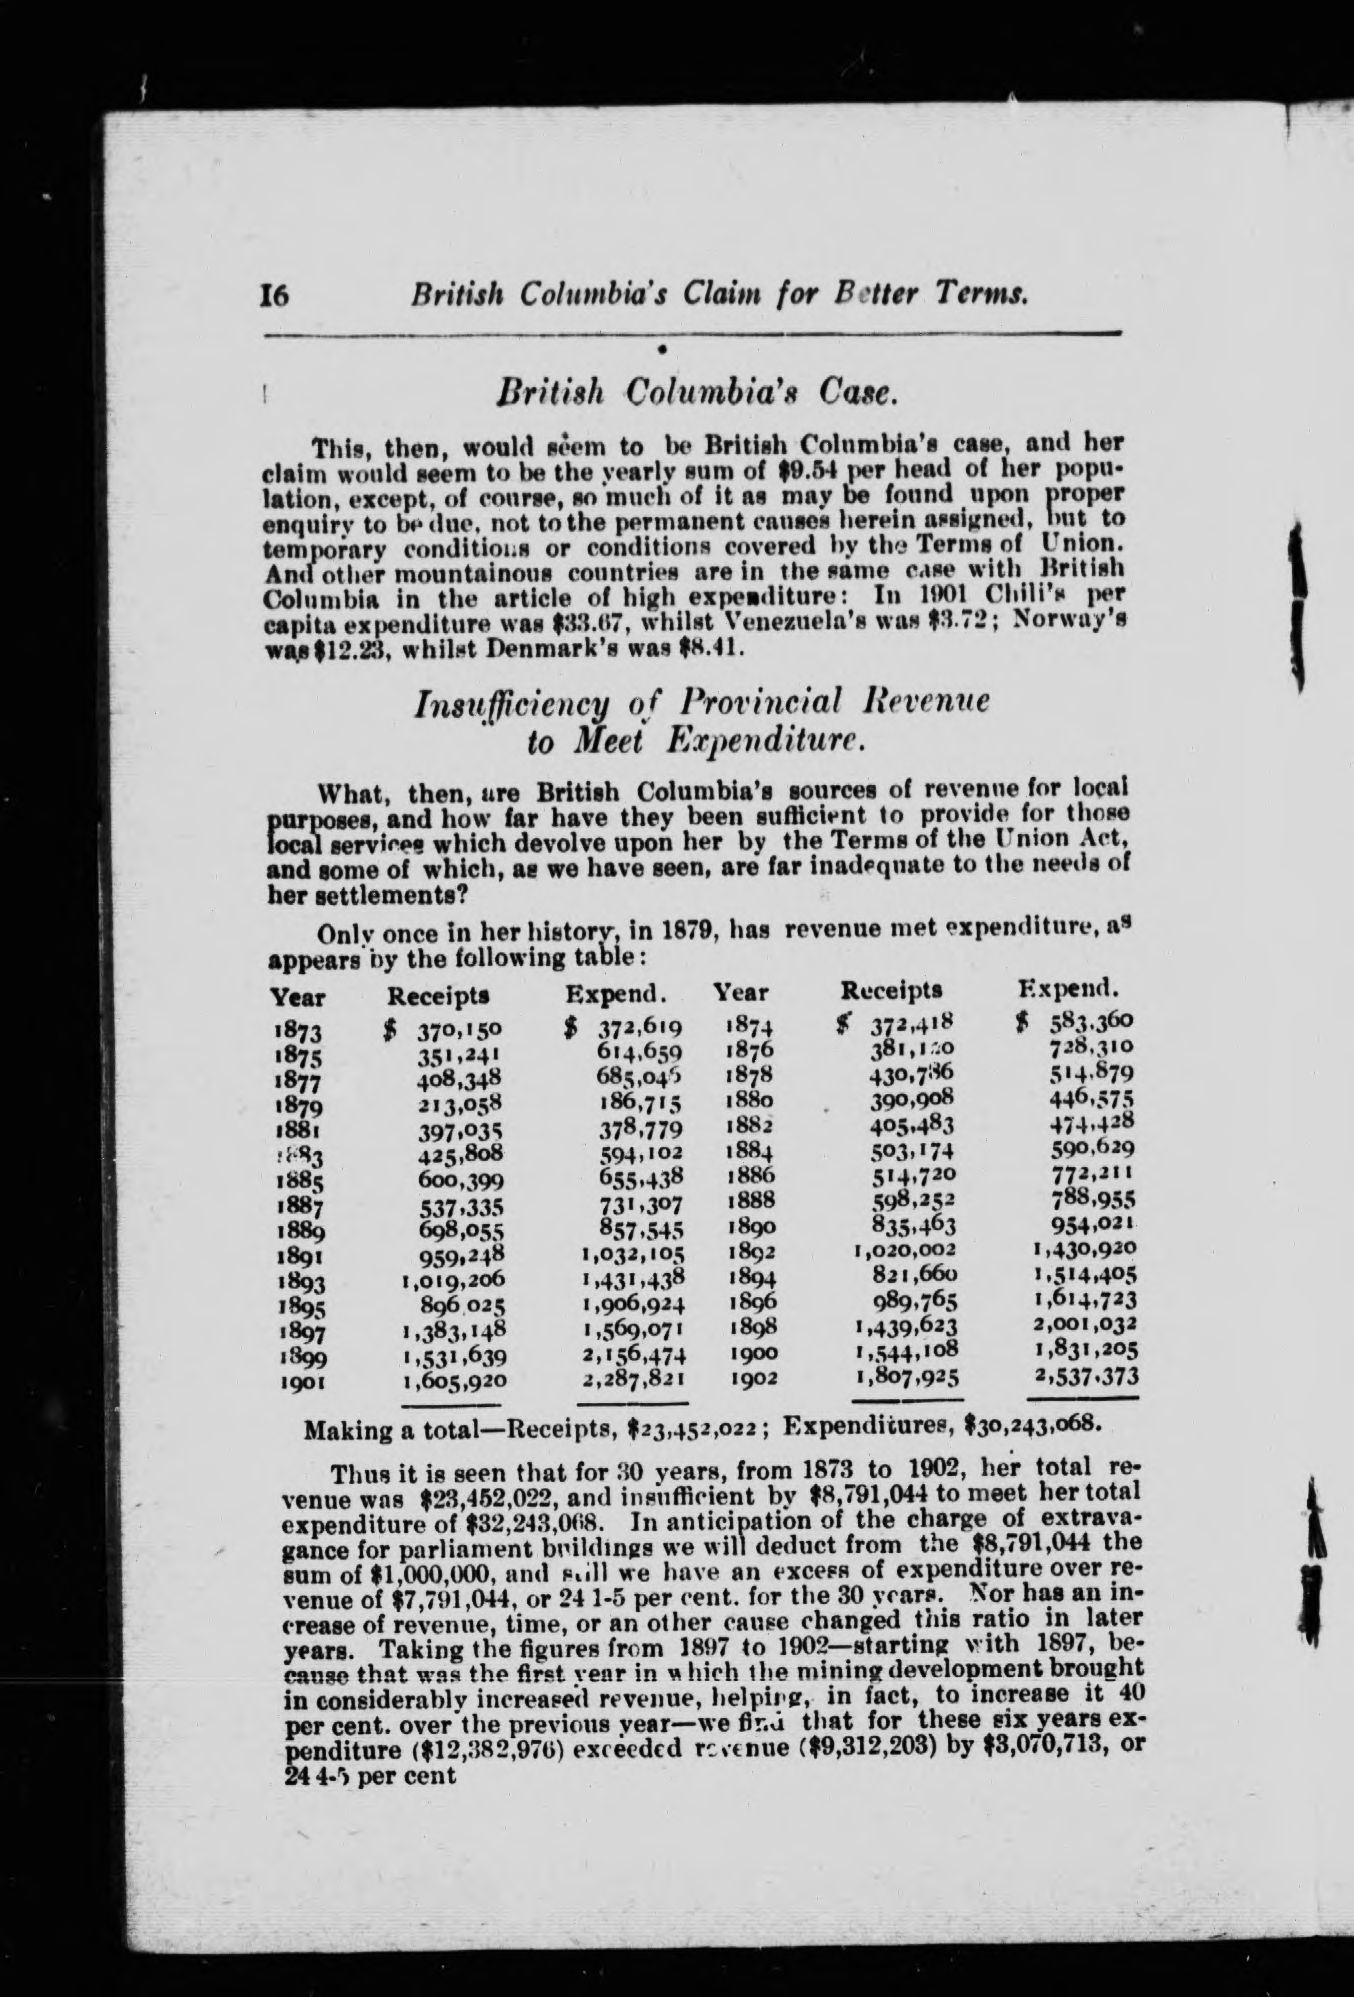 16 British Columbia's Claim for Better Terms.
British Columbia's Case.
This, then, would seem to be British Columbia's case, and her
claim would seem to be the yearly sum of $9.54 per head of her popu-
lation, except, of course, so much of it as may be found upon proper
enquiry to be due, not to the permanent causes herein assigned, but to
temporary conditions or conditions covered by the Terms of Union.
And other mountainous countries are in the same case with British
Columbia in the article of high expenditure: In 1901 Chili's per
capita expenditure was $33.67, whilst Venezuela's was $3.72; Norway's
was $12.23, whilst Denmark's was $8.41.
Insufficiency of Provincial Revenue
to Meet Expenditure.
What, then, are British Columbia's sources of revenue for local
purposes, and how far have they been sufficient to provide for those
local services which devolve upon her by the Terms of the Union Act,
and some of which, as we have seen, are far inadequate to the needs of
her settlements?
Only once in her history, in 1879, has revenue met expenditure, as
appears by the following table:
Year Receipts Expend. Year Receipts Expend.
1873 $ 370,150 $ 372,619 1874 $ 372,418 $ 583,360
1875 351,241 614,659 1876 381,120 728,310
1877 408,348 685,046 1878 430,786 514,879
1879 213,058 186,715 1880 390,908 446,575
1881 397,035 378,779 1882 405,483 474,428
1883 425,808 594,102 1884 503,174 590,629
1885 600,399 655,438 1886 514,720 772,211
1887 537,335 731,307 1888 598,252 788,955
1889 698,055 857,545 1890 835,463 954,021
1891 959,248 1,032,105 1892 1,020,002 1,430,920
1893 1,019,206 1,431,438 1894 821,660 1,514,405
1895 896,025 1,906,924 1896 989,765 1,614,723
1897 1,383,148 1,569,071 1898 1,439,623 2,001,032
1899 1,531,639 2,156,474 1900 1,544,108 1,831,205
1901 1,605,920 2,287,821 1902 1,807,925 2,537,373
Making a total—Receipts, $23,452,022; Expenditures, $30,243,068.
Thus it is seen that for 30 years, from 1873 to 1902, her total re-
venue was $23,452,022, and insufficient by $8,791,044 to meet her total
expenditure of $32,243,068. In anticipation of the charge of extrava-
gance for parliament buildings we will deduct from the $8,791,044 the
sum of $1,000,000, and still we have an excess of expenditure over re-
venue of $7,791,044, or 24 1-5 per cent. for the 30 years. Nor has an in-
crease of revenue, time, or an other cause changed this ratio in later
years. Taking the figures from 1897 to 1902—starting with 1897, be-
cause that was the first year in which the mining development brought
in considerably increased revenue, helping, in fact, to increase it 40
per cent. over the previous year—we find that for these six years ex-
penditure ($12,382,976) exceeded revenue ($9,312,203) by $3,070,713, or
24 4-5 per cent